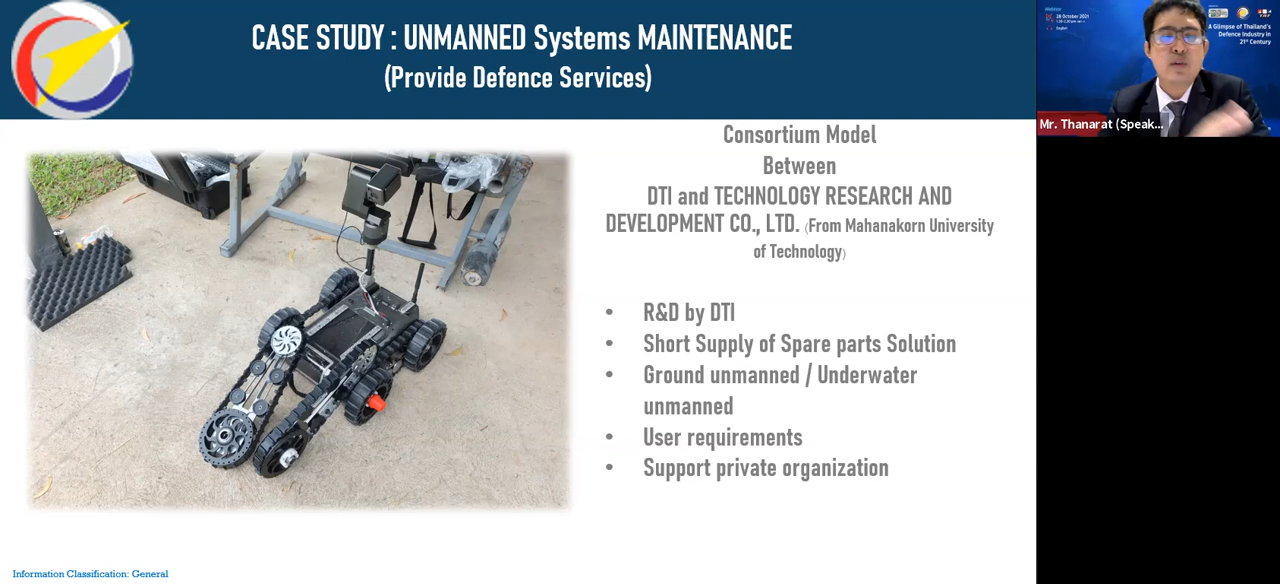 CASE STUDY : UNMANNED Systems MAINTENANCE
(Provide Defence Services)
Consortium Model
Between
DTI and TECHNOLOGY RESEARCH AND
DEVELOPMENT CO., LTD. (From Mahanakorn University
of Technology)
• R&D by DTI
• Short Supply of Spare parts Solution
• Ground unmanned / Underwater
unmanned
• User requirements
• Support private organization
Information Classification: General
Webinar
28 October 2021
English
A Glimpse of Thailand's
Defence Industry in
21st Century
Mr. Thanarat (Speak...